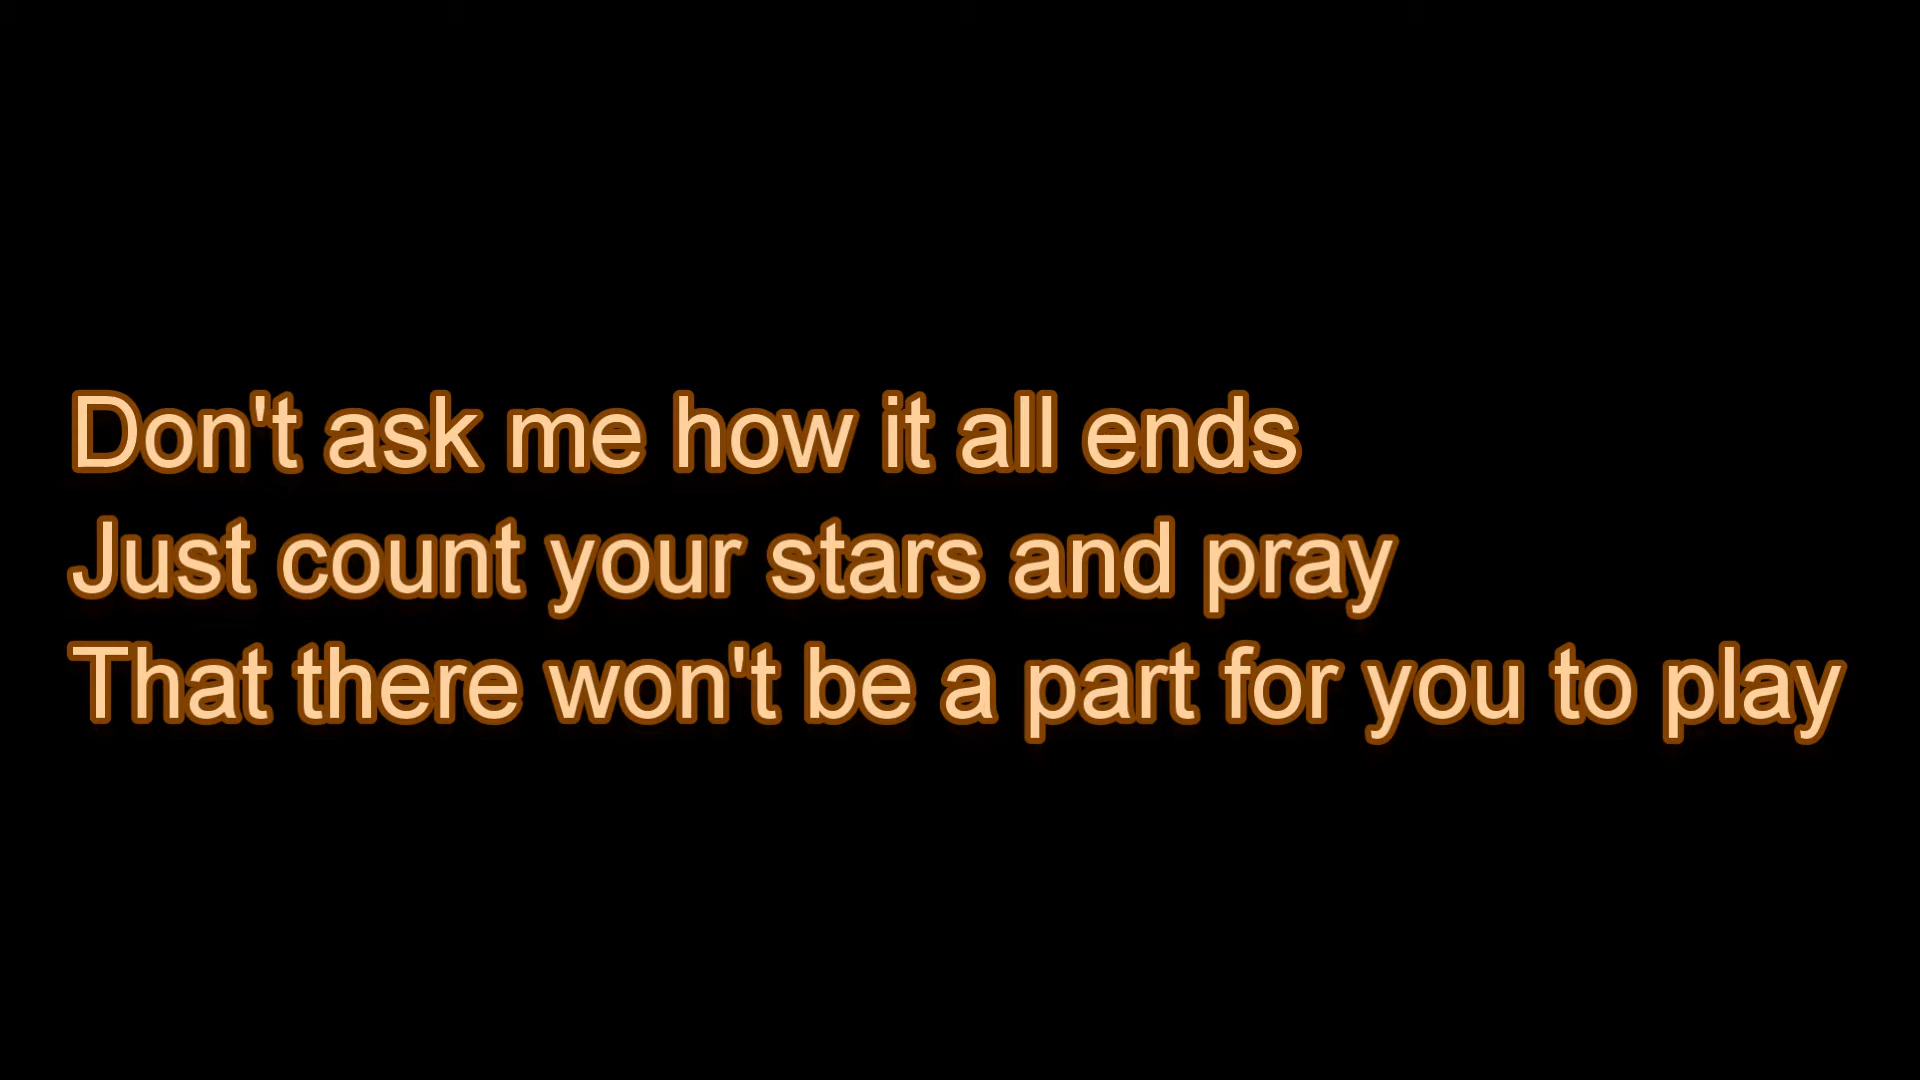 Don't ask me how it all ends
Just count your stars and pray
That there won't be a part for you to play